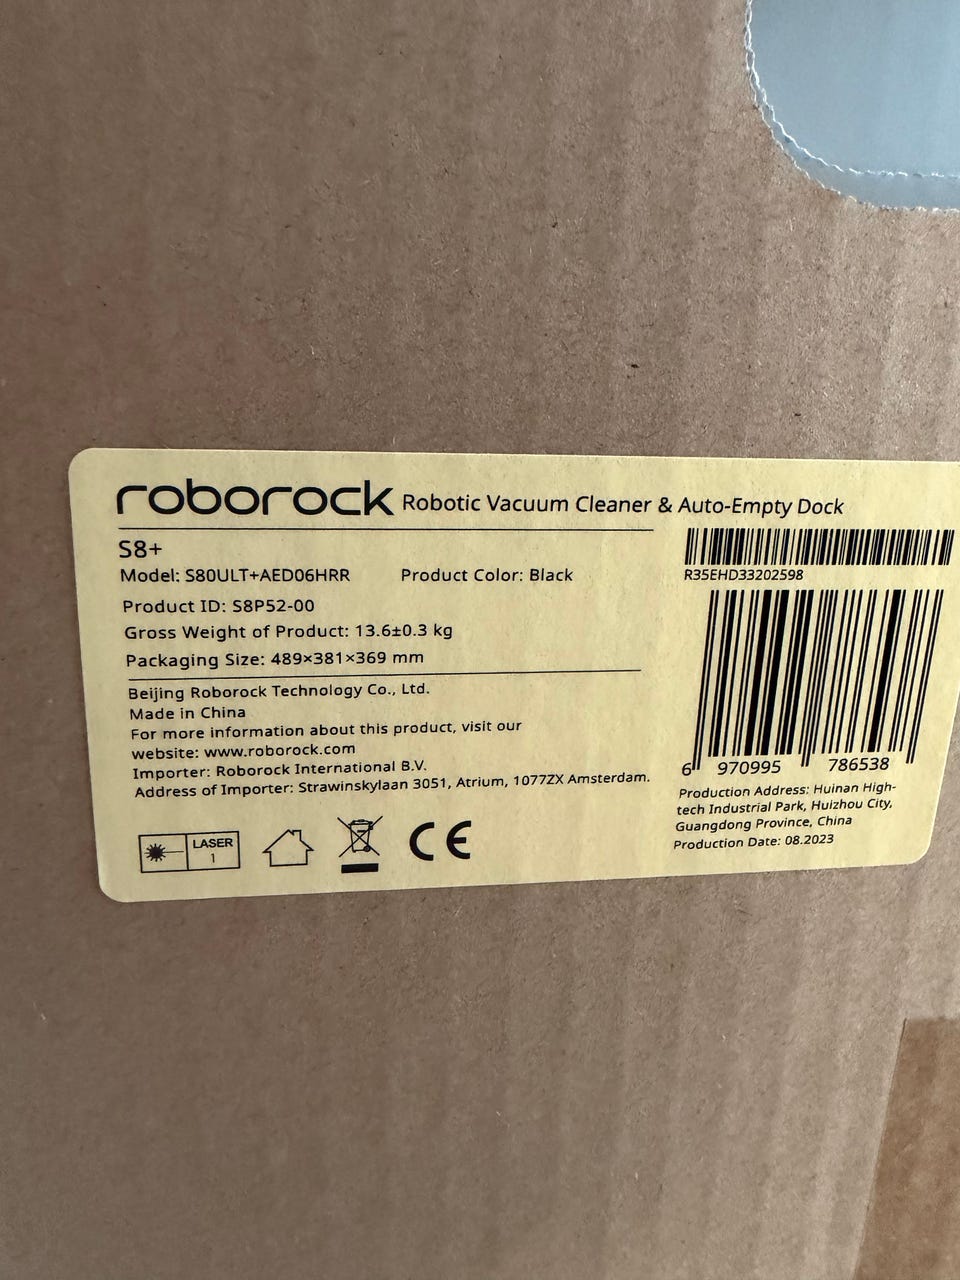 roborock Robotic Vacuum Cleaner & Auto-Empty Dock
S8+
Model: S80ULT+AED06HRR Product Color: Black
Product ID: S8P52-00
Gross Weight of Product: 13.6±0.3 kg
Packaging Size: 489×381×369 mm
Beijing Roborock Technology Co., Ltd.
Made in China
For more information about this product, visit our
website: www.roborock.com
Importer: Roborock International B.V.
Address of Importer: Strawinskylaan 3051, Atrium, 1077ZX Amsterdam.
LASER
1
CE
R35EHD33202598
6 970995 786538
Production Address: Huinan High-
tech Industrial Park, Huizhou City,
Guangdong Province, China
Production Date: 08.2023